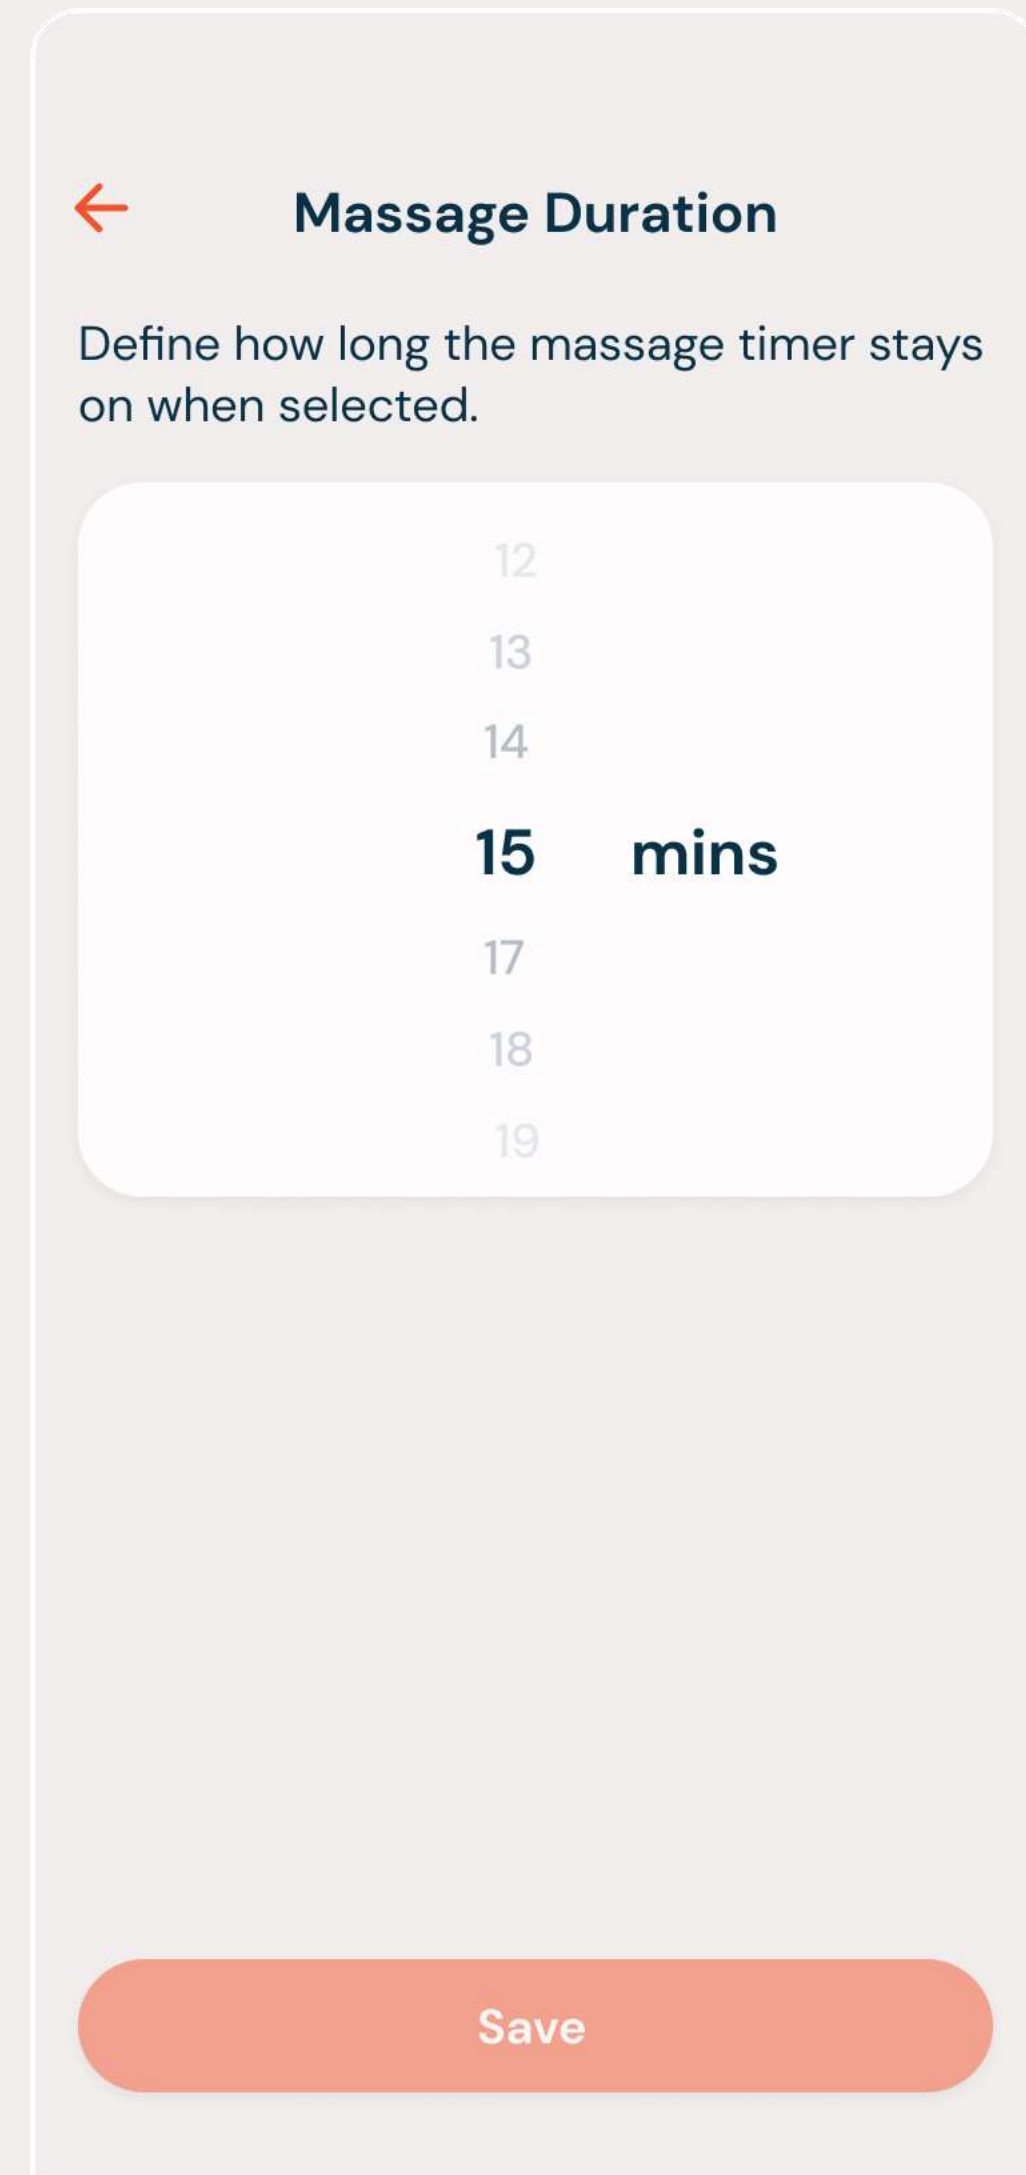 Massage Duration
Define how long the massage timer stays
on when selected.
12
13
14
15 mins
17
18
19
Save